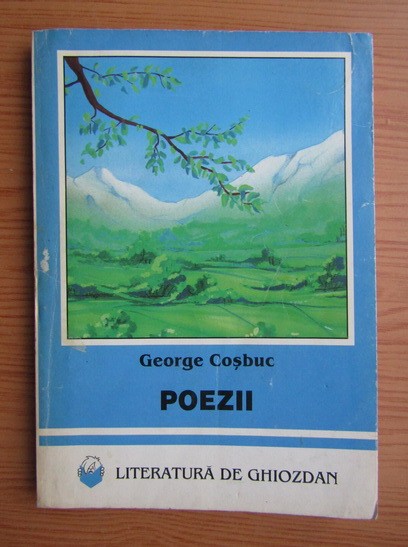 George Coşbuc
POEZII
LITERATURĂ DE GHIOZDAN